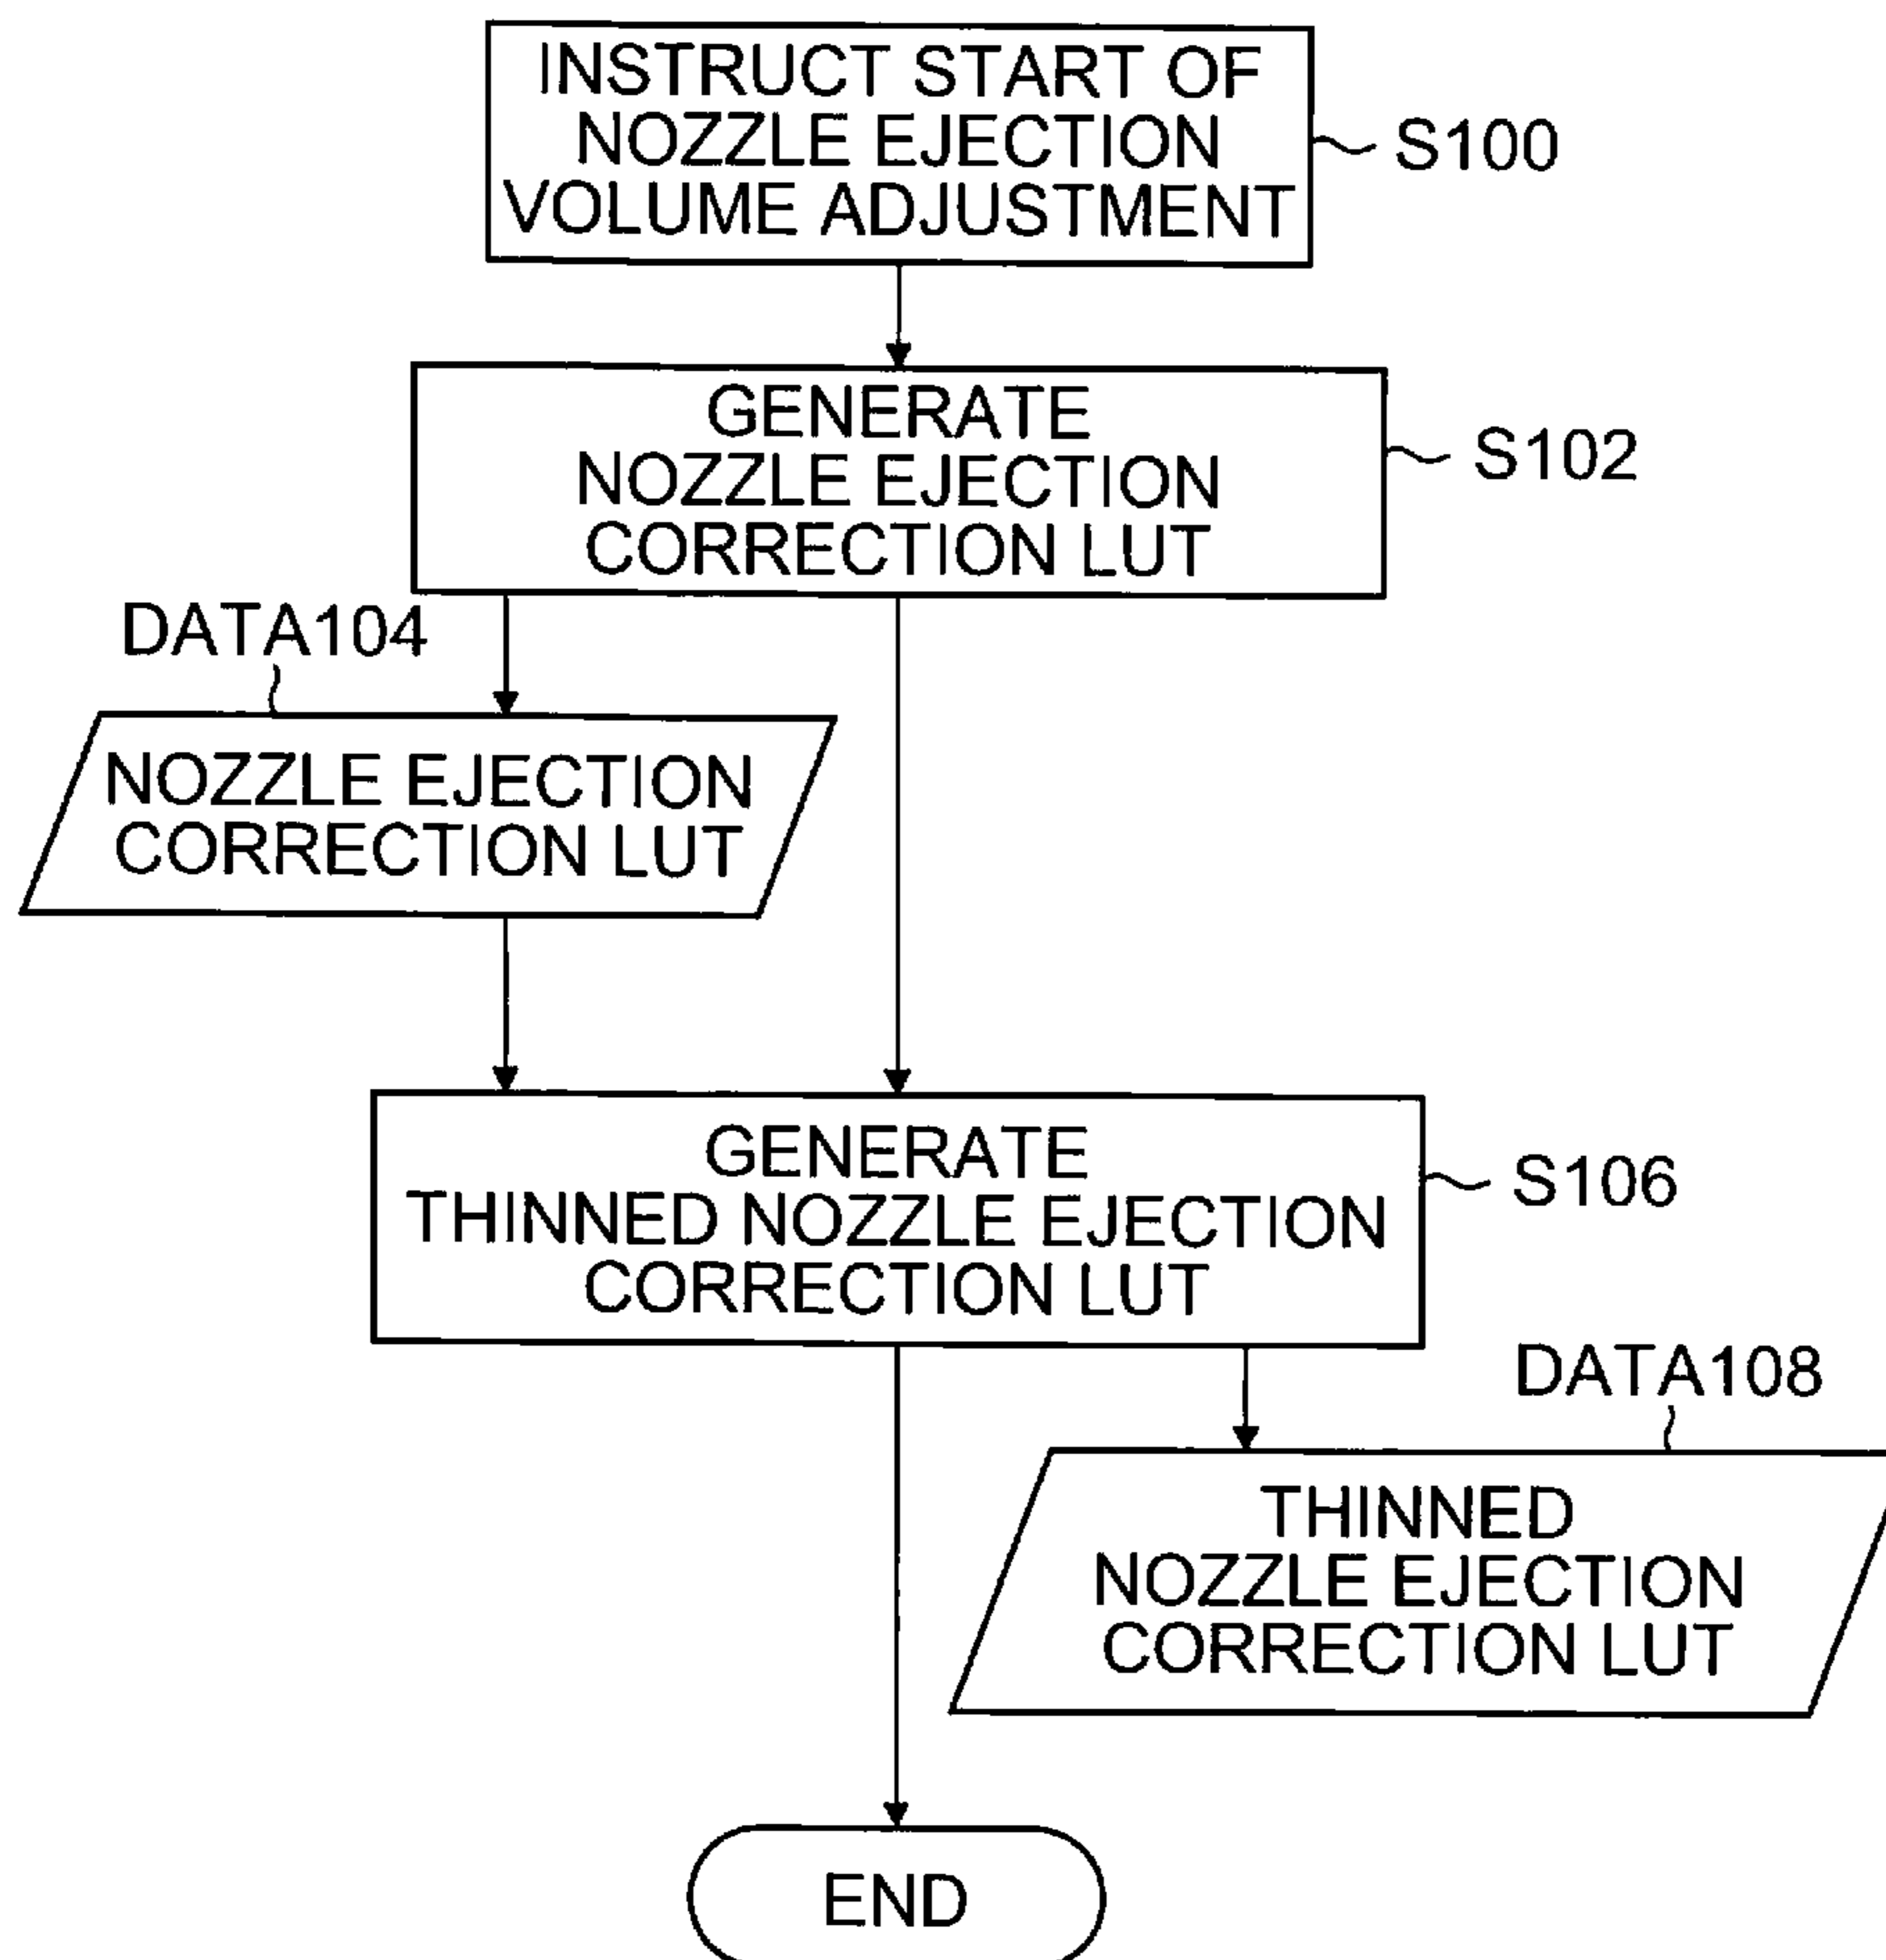 INSTRUCT START OF
NOZZLE EJECTION
VOLUME ADJUSTMENT
S100
GENERATE
NOZZLE EJECTION
CORRECTION LUT
S102
DATA104
NOZZLE EJECTION
CORRECTION LUT
GENERATE
THINNED NOZZLE EJECTION
CORRECTION LUT
S106
DATA108
THINNED
NOZZLE EJECTION
CORRECTION LUT
END